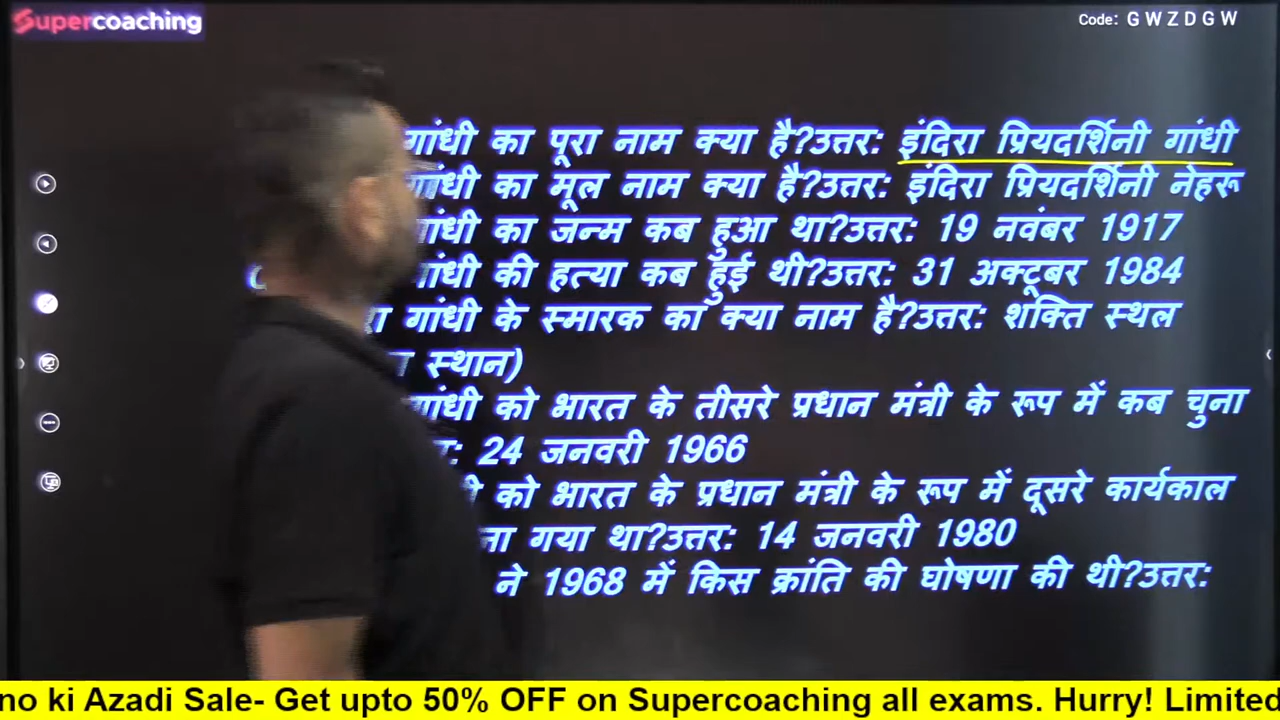 Supercoaching
Code: G W Z D G W
गांधी का पूरा नाम क्या है?उत्तर: इंदिरा प्रियदर्शिनी गांधी
गांधी का मूल नाम क्या है?उत्तर: इंदिरा प्रियदर्शिनी नेहरू
गांधी का जन्म कब हुआ था?उत्तर: 19 नवंबर 1917
गांधी की हत्या कब हुई थी?उत्तर: 31 अक्टूबर 1984
गांधी के स्मारक का क्या नाम है?उत्तर: शक्ति स्थल
स्थान)
गांधी को भारत के तीसरे प्रधान मंत्री के रूप में कब चुना
24 जनवरी 1966
को भारत के प्रधान मंत्री के रूप में दूसरे कार्यकाल
गया था?उत्तर: 14 जनवरी 1980
ने 1968 में किस क्रांति की घोषणा की थी?उत्तर:
no ki Azadi Sale- Get upto 50% OFF on Supercoaching all exams. Hurry! Limited